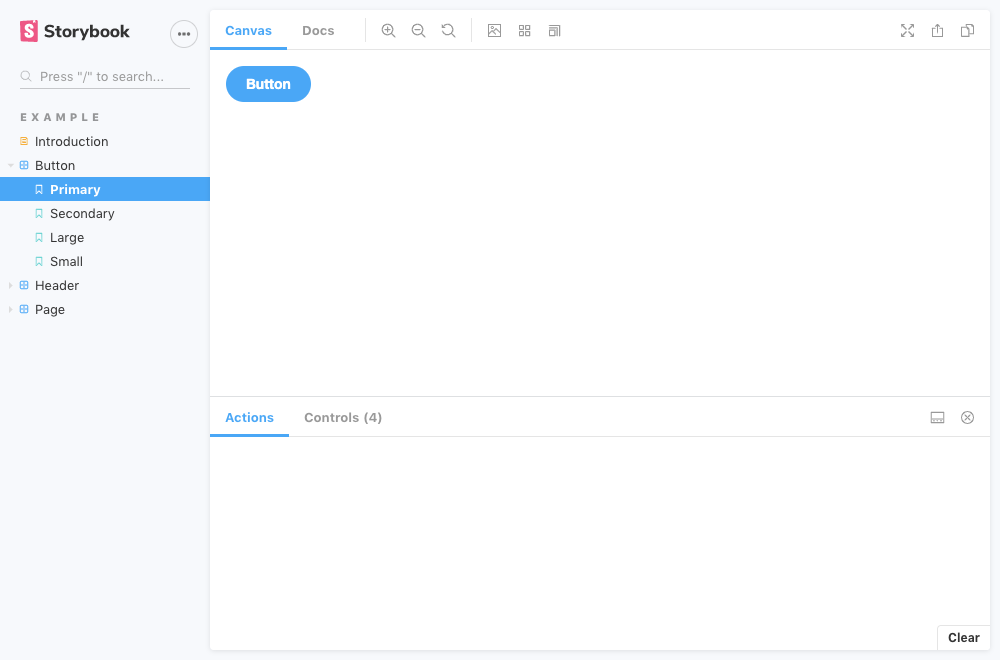 Storybook
Press "/" to search...
EXAMPLE
Introduction
Button
Primary
Secondary
Large
Small
Header
Page
Canvas Docs
Button
Actions Controls (4)
Clear